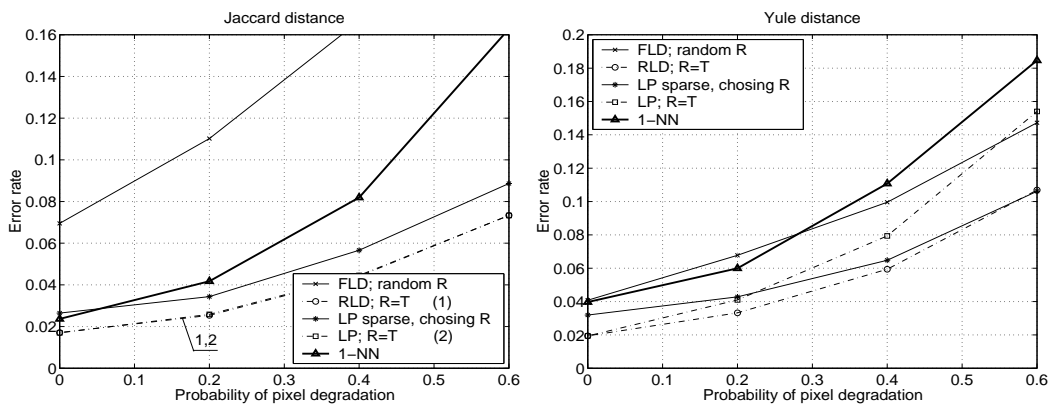 Jaccard distance
0.16
0.14
0.12
0.1
0.08
0.06
0.04
0.02
0
Error rate
0 0.1 0.2 0.3 0.4 0.5 0.6
Probability of pixel degradation
1,2
FLD; random R
RLD; R=T (1)
LP sparse, chosing R
LP; R=T (2)
1−NN
Yule distance
0.2
0.18
0.16
0.14
0.12
0.1
0.08
0.06
0.04
0.02
0
Error rate
0 0.1 0.2 0.3 0.4 0.5 0.6
Probability of pixel degradation
FLD; random R
RLD; R=T
LP sparse, chosing R
LP; R=T
1−NN